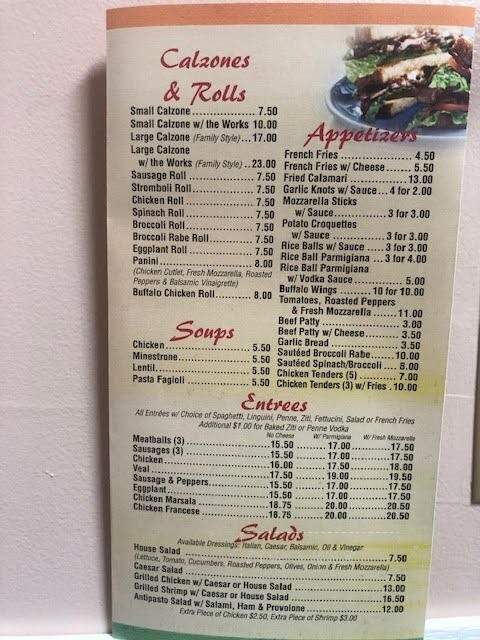 Calzones
& Rolls
Small Calzone 7.50
Small Calzone w/ the Works 10.00
Large Calzone (Family Style) 17.00
Large Calzone
w/ the Works (Family Style) 23.00
Sausage Roll 7.50
Stromboli Roll 7.50
Chicken Roll 7.50
Spinach Roll 7.50
Broccoli Roll 7.50
Broccoli Rabe Roll 7.50
Eggplant Roll 7.50
Panini 8.00
(Chicken Cutlet, Fresh Mozzarella, Roasted
Peppers & Balsamic Vinaigrette)
Buffalo Chicken Roll 8.00
Soups
Chicken 5.50
Minestrone 5.50
Lentil 5.50
Pasta Fagioli 5.50
Appetizers
French Fries 4.50
French Fries w/ Cheese 5.50
Fried Calamari 13.00
Garlic Knots w/ Sauce 4 for 2.00
Mozzarella Sticks
w/ Sauce 3 for 3.00
Potato Croquettes
w/ Sauce 3 for 3.00
Rice Balls w/ Sauce 3 for 3.00
Rice Ball Parmigiana 3 for 4.00
Rice Ball Parmigiana
w/ Vodka Sauce 5.00
Buffalo Wings 10 for 10.00
Tomatoes, Roasted Peppers
& Fresh Mozzarella 11.00
Beef Patty 3.00
Beef Patty w/ Cheese 3.50
Garlic Bread 3.50
Sautéed Broccoli Rabe 10.00
Sautéed Spinach/Broccoli 8.00
Chicken Tenders (5) 7.00
Chicken Tenders (3) w/ Fries 10.00
Entrees
All Entrées w/ Choice of Spaghetti, Linguini, Penne, Ziti, Fettucini, Salad or French Fries
Additional $1.00 for Baked Ziti or Penne Vodka
No Cheese W/ Parmigiana W/ Fresh Mozzarella
Meatballs (3) 15.50 17.00 17.50
Sausages (3) 15.50 17.00 17.50
Chicken 16.00 17.50 18.00
Veal 17.50 19.00 19.50
Sausage & Peppers 15.50 17.00 17.50
Eggplant 15.50 17.00 17.50
Chicken Marsala 18.75 20.00 20.50
Chicken Francese 18.75 20.00 20.50
Salads
Available Dressings: Italian, Caesar, Balsamic, Oil & Vinegar
House Salad 7.50
(Lettuce, Tomato, Cucumbers, Roasted Peppers, Olives, Onion & Fresh Mozzarella)
Caesar Salad 7.50
Grilled Chicken w/ Caesar or House Salad 13.00
Grilled Shrimp w/ Caesar or House Salad 16.50
Antipasto Salad w/ Salami, Ham & Provolone 12.00
Extra Piece of Chicken $2.50, Extra Piece of Shrimp $3.00